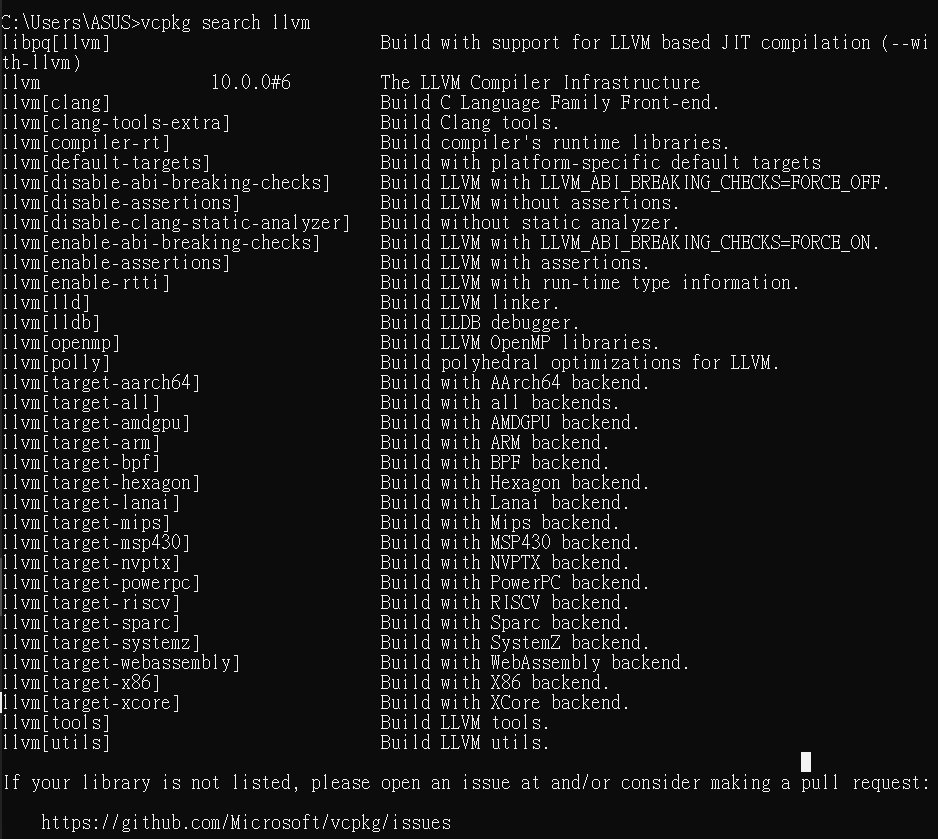 C:\Users\ASUS>vcpkg search llvm
libpq[llvm] Build with support for LLVM based JIT compilation (--wi
th-llvm)
llvm 10.0.0#6 The LLVM Compiler Infrastructure
llvm[clang] Build C Language Family Front-end.
llvm[clang-tools-extra] Build Clang tools.
llvm[compiler-rt] Build compiler's runtime libraries.
llvm[default-targets] Build with platform-specific default targets
llvm[disable-abi-breaking-checks] Build LLVM with LLVM_ABI_BREAKING_CHECKS=FORCE_OFF.
llvm[disable-assertions] Build LLVM without assertions.
llvm[disable-clang-static-analyzer] Build without static analyzer.
llvm[enable-abi-breaking-checks] Build LLVM with LLVM_ABI_BREAKING_CHECKS=FORCE_ON.
llvm[enable-assertions] Build LLVM with assertions.
llvm[enable-rtti] Build LLVM with run-time type information.
llvm[lld] Build LLVM linker.
llvm[lldb] Build LLDB debugger.
llvm[openmp] Build LLVM OpenMP libraries.
llvm[polly] Build polyhedral optimizations for LLVM.
llvm[target-aarch64] Build with AArch64 backend.
llvm[target-all] Build with all backends.
llvm[target-amdgpu] Build with AMDGPU backend.
llvm[target-arm] Build with ARM backend.
llvm[target-bpf] Build with BPF backend.
llvm[target-hexagon] Build with Hexagon backend.
llvm[target-lanai] Build with Lanai backend.
llvm[target-mips] Build with Mips backend.
llvm[target-msp430] Build with MSP430 backend.
llvm[target-nvptx] Build with NVPTX backend.
llvm[target-powerpc] Build with PowerPC backend.
llvm[target-riscv] Build with RISCV backend.
llvm[target-sparc] Build with Sparc backend.
llvm[target-systemz] Build with SystemZ backend.
llvm[target-webassembly] Build with WebAssembly backend.
llvm[target-x86] Build with X86 backend.
llvm[target-xcore] Build with XCore backend.
llvm[tools] Build LLVM tools.
llvm[utils] Build LLVM utils.
If your library is not listed, please open an issue at and/or consider making a pull request:
https://github.com/Microsoft/vcpkg/issues